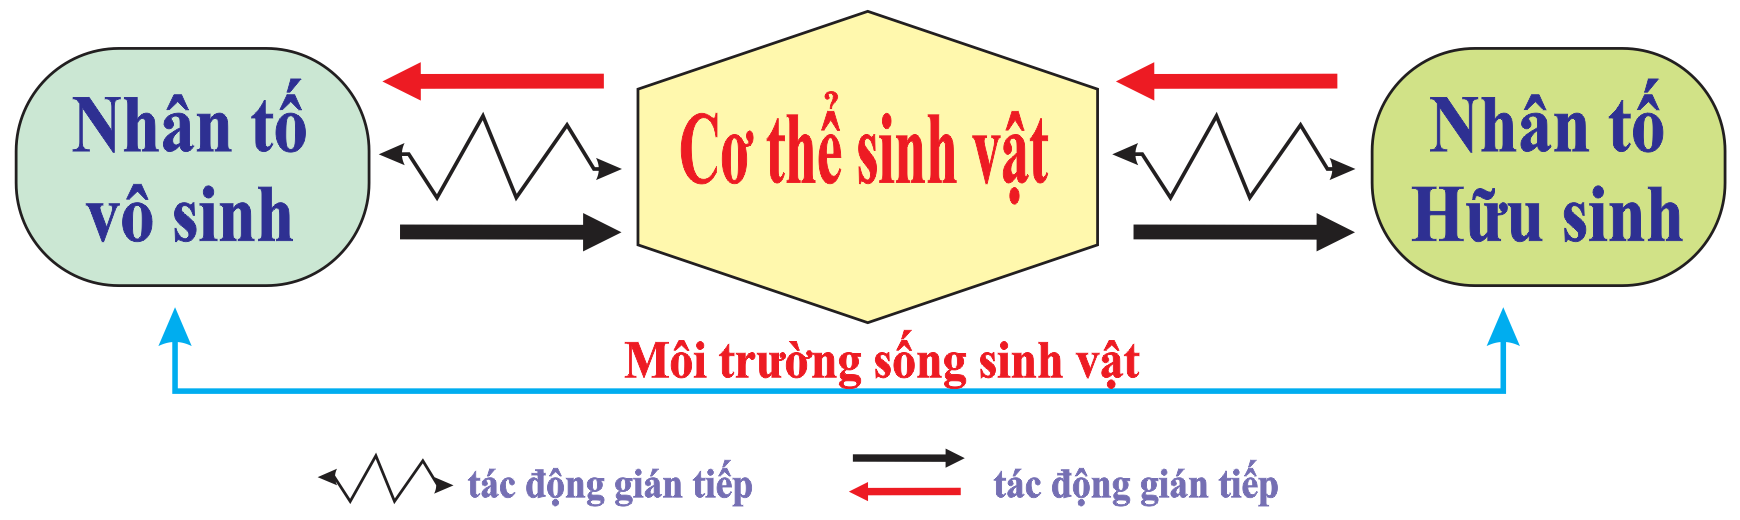 Nhân tố
vô sinh
Cơ thể sinh vật
Nhân tố
Hữu sinh
Môi trường sống sinh vật
tác động gián tiếp
tác động gián tiếp